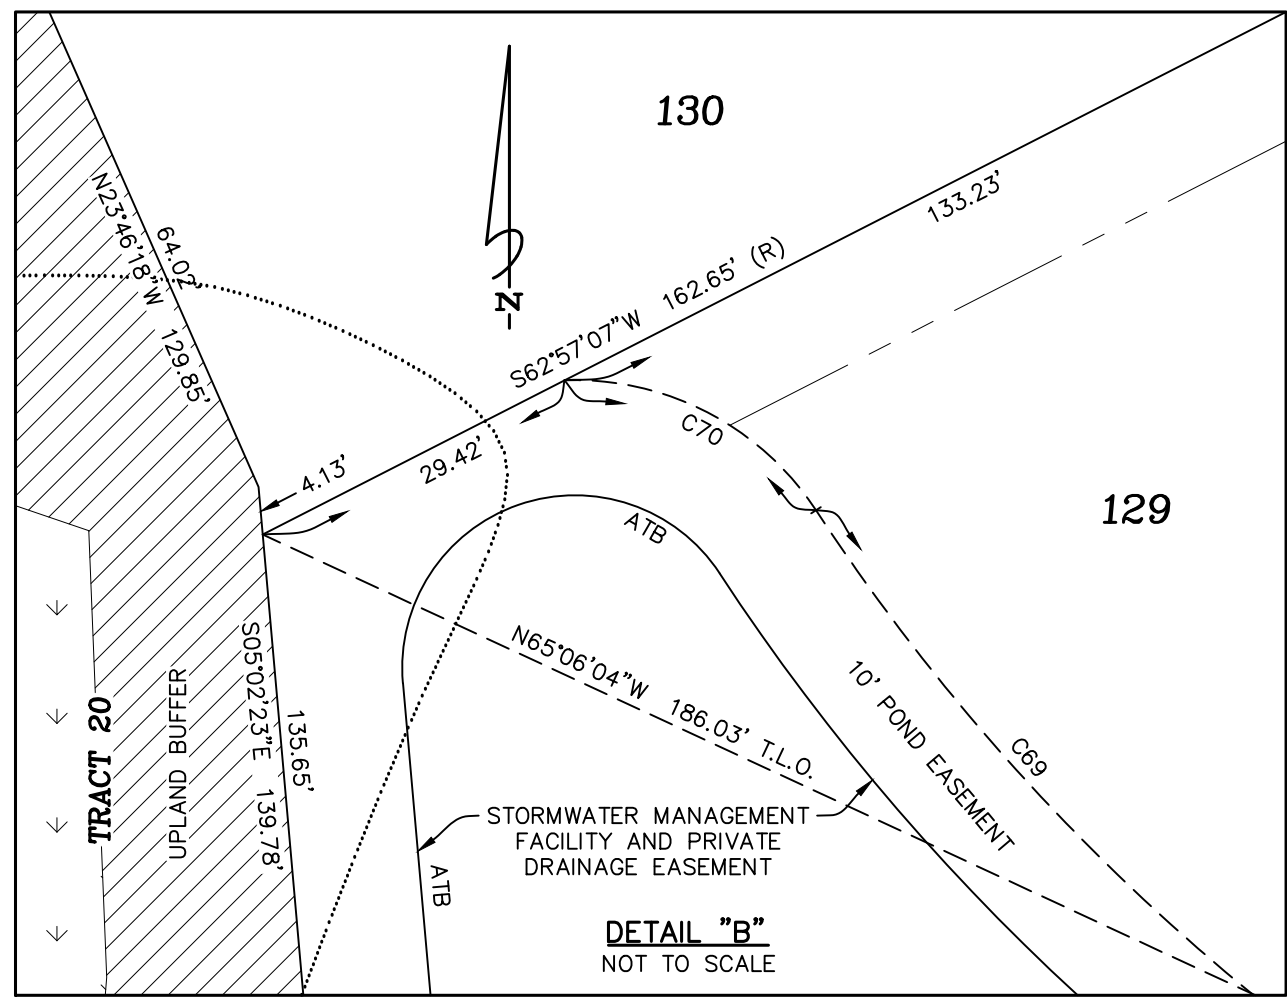 130
133.23'
N23°46'18"W 129.85'
64.02'
N
S62°57'07"W 162.65' (R)
C70
4.13'
29.42'
129
ATB
N65°06'04"W 186.03' T.L.O.
10' POND EASEMENT
C69
TRACT 20
UPLAND BUFFER
S05°02'23"E 139.78'
135.65'
STORMWATER MANAGEMENT
FACILITY AND PRIVATE
DRAINAGE EASEMENT
ATB
DETAIL "B"
NOT TO SCALE